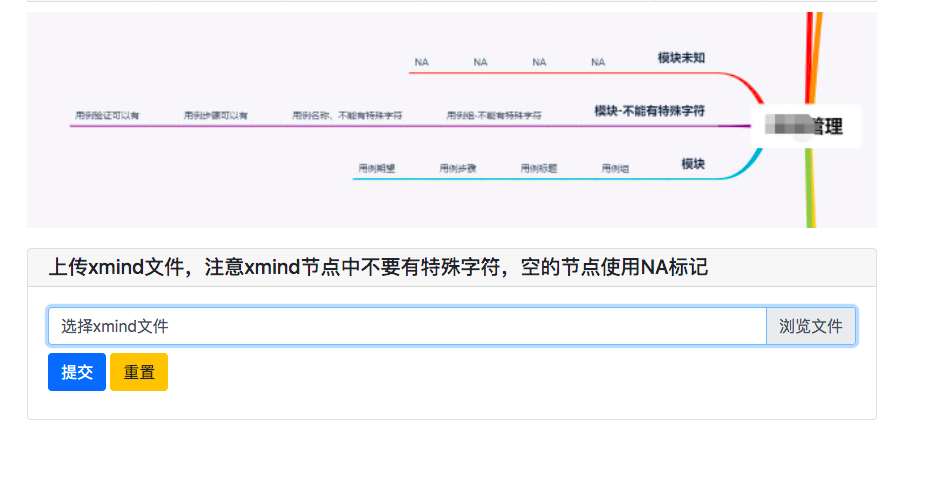 NA NA NA NA 模块未知
用例验证可以有 用例步骤可以有 用例名称，不能有特殊字符 用例组-不能有特殊字符 模块-不能有特殊字符
管理
用例期望 用例步骤 用例标题 用例组 模块
上传xmind文件，注意xmind节点中不要有特殊字符，空的节点使用NA标记
选择xmind文件 浏览文件
提交 重置